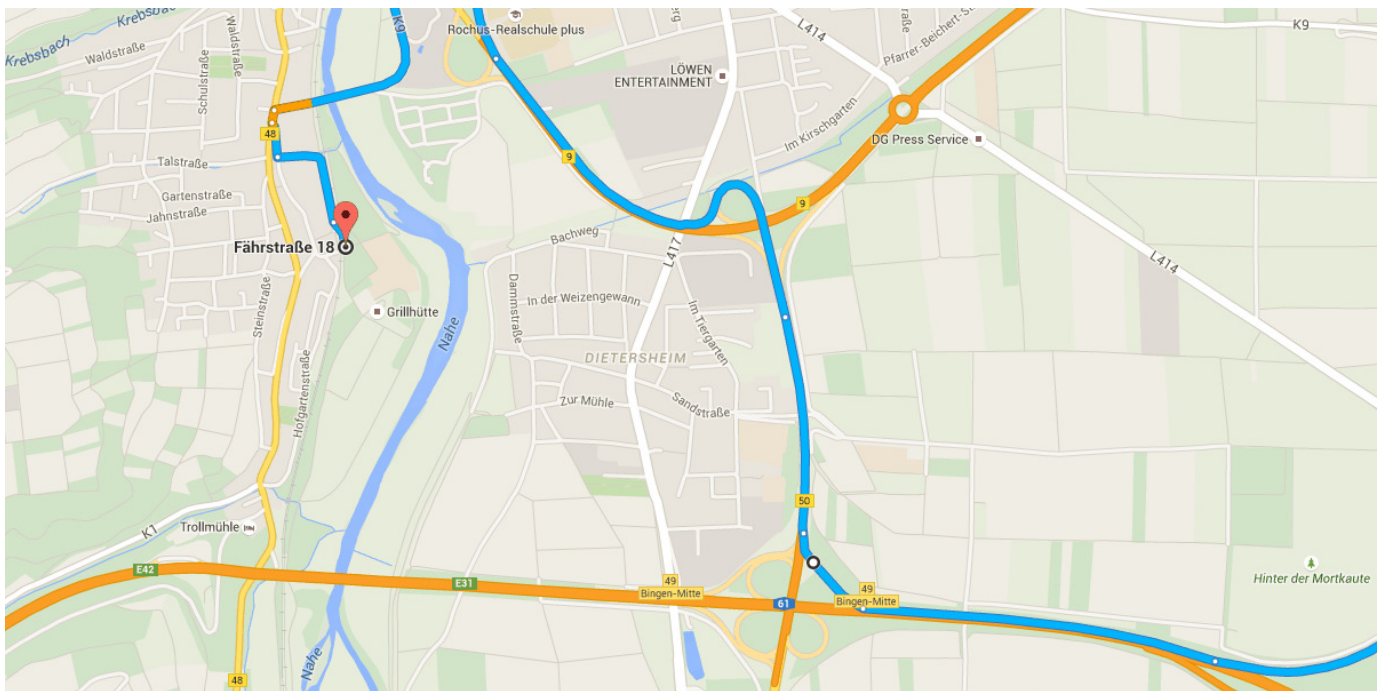 Krebsbach
Krebsbach
Waldstraße
Waldstraße
Schulstraße
K9
Rochus-Realschule plus
L414
Pfarrer-Beichert-
K9
LÖWEN
ENTERTAINMENT
Im Kirschgarten
DG Press Service
48
Talstraße
9
Gartenstraße
Jahnstraße
9
Fährstraße 18
Bachweg
L417
L414
Steinstraße
Grillhütte
Nahe
Dammstraße
In der Weizengewann
Im Tiergarten
DIETERSHEIM
Zur Mühle
Sandstraße
Hofgartenstraße
50
K1
Trollmühle
E42
E31
49
Bingen-Mitte
61
49
Bingen-Mitte
Hinter der Mortkaute
Nahe
48